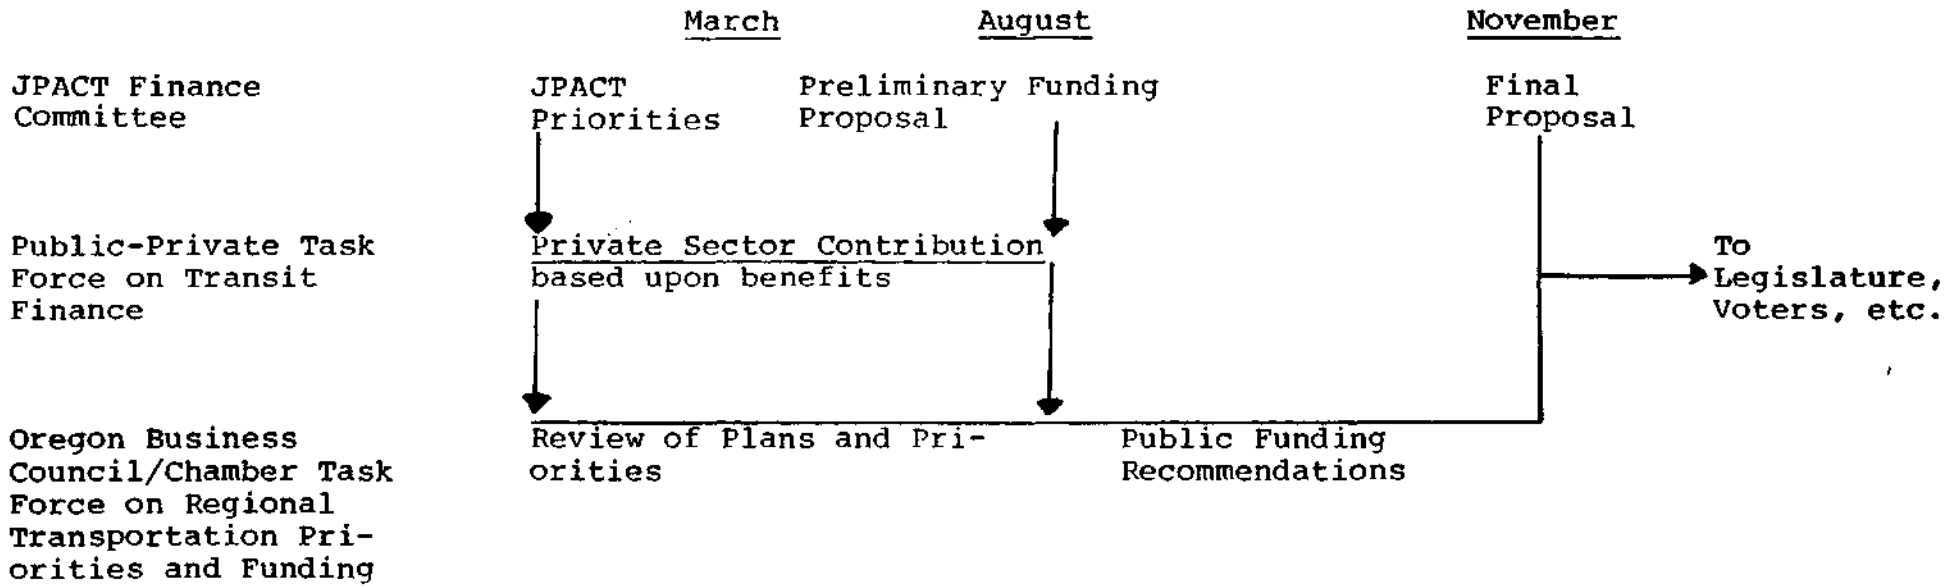 March August November
JPACT Finance
Committee
JPACT
Priorities
Preliminary Funding
Proposal
Final
Proposal
Public-Private Task
Force on Transit
Finance
Private Sector Contribution
based upon benefits
To
Legislature,
Voters, etc.
Oregon Business
Council/Chamber Task
Force on Regional
Transportation Pri-
orities and Funding
Review of Plans and Pri-
orities
Public Funding
Recommendations